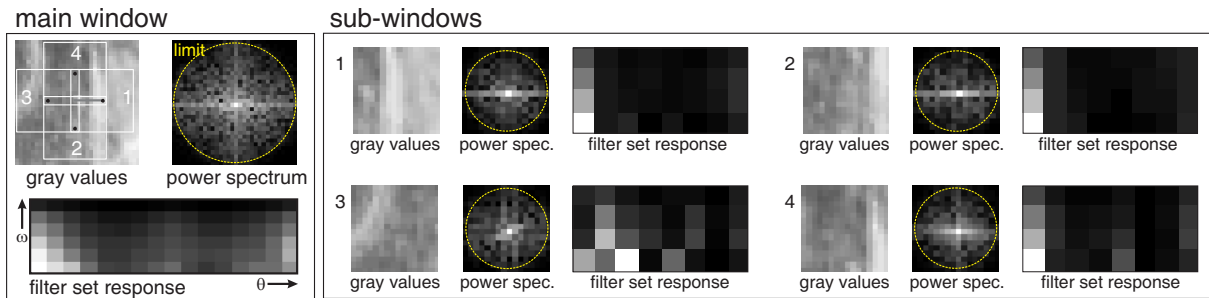 main window
sub-windows
4
3
1
2
limit
gray values
power spectrum
ω
filter set response
θ
1
gray values
power spec.
filter set response
2
gray values
power spec.
filter set response
3
gray values
power spec.
filter set response
4
gray values
power spec.
filter set response